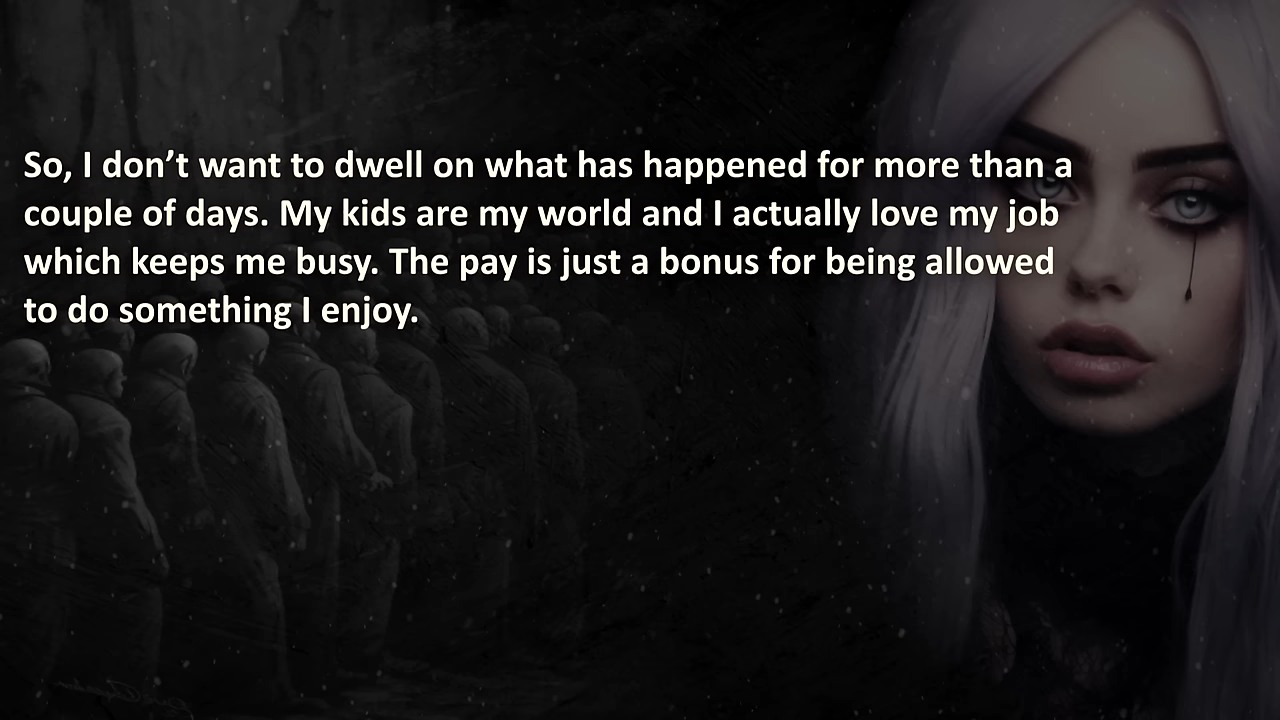 So, I don’t want to dwell on what has happened for more than a
couple of days. My kids are my world and I actually love my job
which keeps me busy. The pay is just a bonus for being allowed
to do something I enjoy.